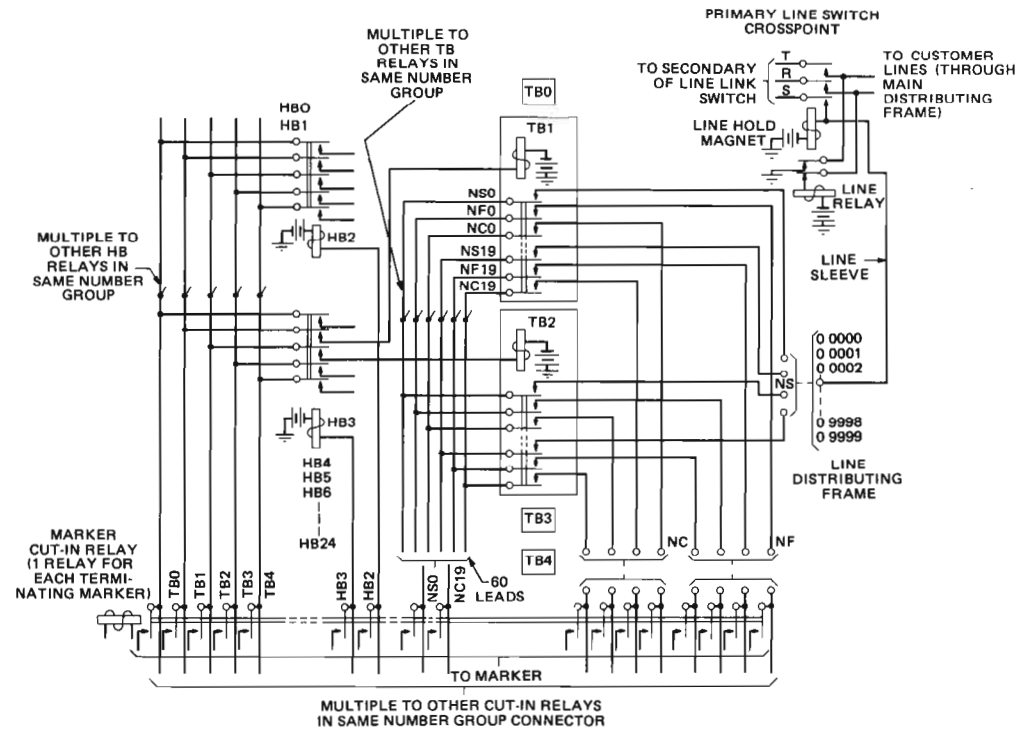 PRIMARY LINE SWITCH
CROSSPOINT
MULTIPLE TO
OTHER TB
RELAYS IN
SAME NUMBER
GROUP
T
R
S
TO SECONDARY
OF LINE LINK
SWITCH
TO CUSTOMER
LINES (THROUGH
MAIN
DISTRIBUTING
FRAME)
LINE HOLD
MAGNET
LINE
RELAY
LINE
SLEEVE
HB0
HB1
TB0
TB1
NS0
NF0
NC0
NS19
NF19
NC19
HB2
MULTIPLE TO
OTHER HB
RELAYS IN
SAME NUMBER
GROUP
TB2
NS
0 0000
0 0001
0 0002
0 9998
0 9999
LINE
DISTRIBUTING
FRAME
HB3
HB4
HB5
HB6
HB24
TB3
TB4
NC
NF
MARKER
CUT-IN RELAY
(1 RELAY FOR
EACH TERMI-
NATING MARKER)
TB0
TB1
TB2
TB3
TB4
HB3
HB2
NS0
NC19
60
LEADS
TO MARKER
MULTIPLE TO OTHER CUT-IN RELAYS
IN SAME NUMBER GROUP CONNECTOR